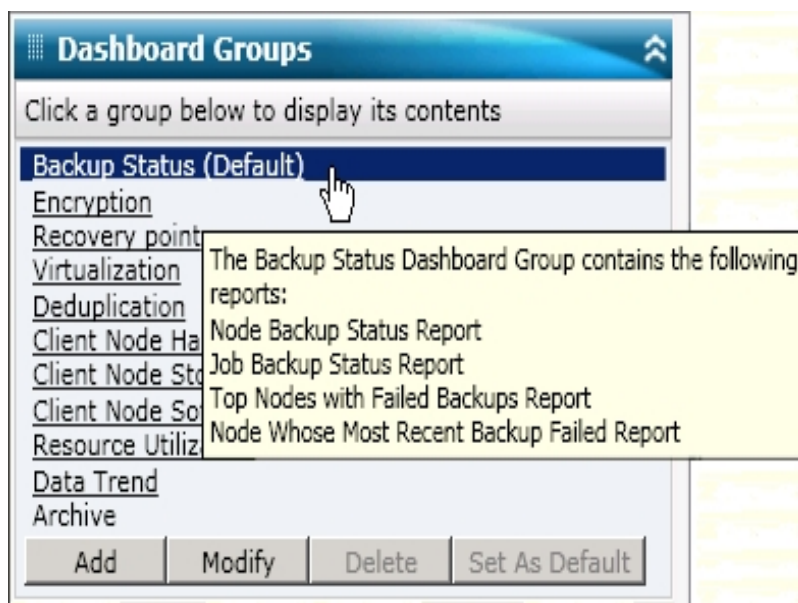 Dashboard Groups
Click a group below to display its contents
Backup Status (Default)
Encryption
Recovery point
Virtualization
Deduplication
Client Node Ha
Client Node Sto
Client Node So
Resource Utiliz
Data Trend
Archive
The Backup Status Dashboard Group contains the following
reports:
Node Backup Status Report
Job Backup Status Report
Top Nodes with Failed Backups Report
Node Whose Most Recent Backup Failed Report
Add Modify Delete Set As Default